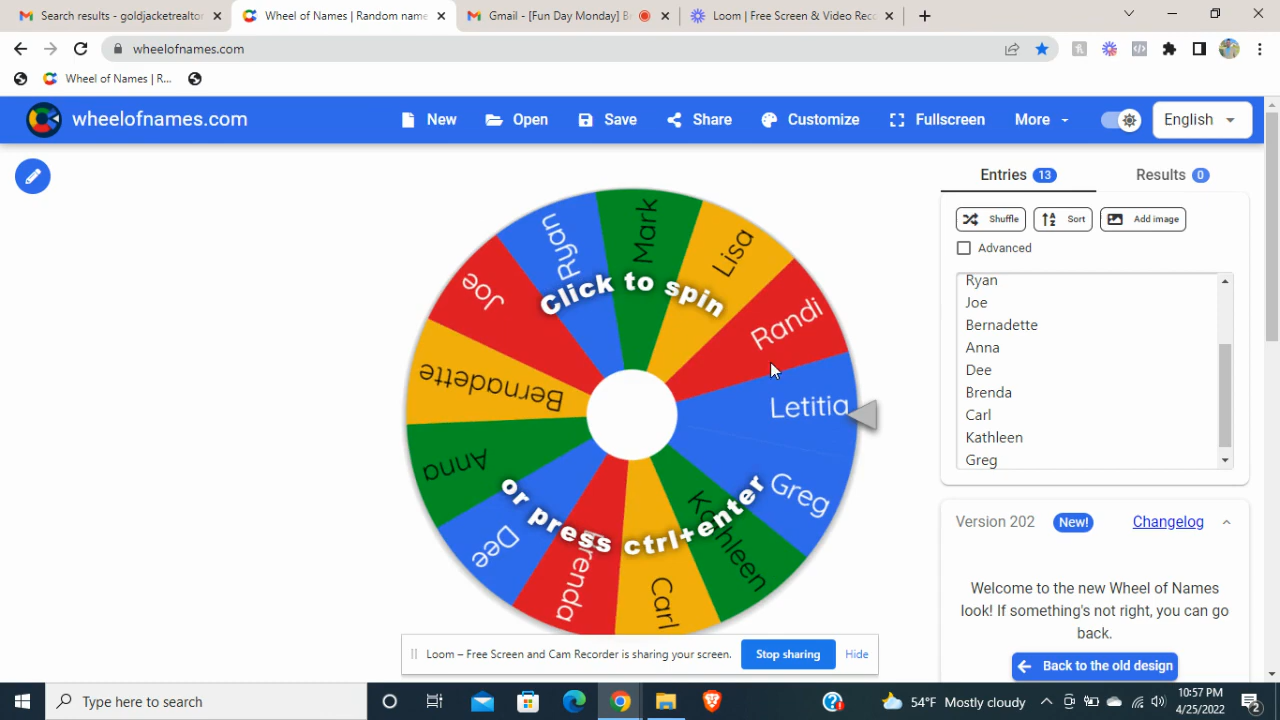 Search results - goldjacketrealtor
Wheel of Names | Random name
Gmail - [Fun Day Monday] B
Loom | Free Screen & Video Rec
wheelofnames.com
Wheel of Names | R...
wheelofnames.com
New
Open
Save
Share
Customize
Fullscreen
More
English
Entries 13
Results 0
Shuffle
Sort
Add image
Advanced
Ryan
Joe
Bernadette
Anna
Dee
Brenda
Carl
Kathleen
Greg
Mark
Lisa
Randi
Letitia
Greg
Kathleen
Carl
Brenda
Dee
Anna
Bernadette
Joe
Ryan
Click to spin
or press ctrl+enter
Version 202 New! Changelog
Welcome to the new Wheel of Names
look! If something's not right, you can go
back.
Back to the old design
Loom – Free Screen and Cam Recorder is sharing your screen.
Stop sharing
Hide
Type here to search
54°F Mostly cloudy
10:57 PM
4/25/2022
2